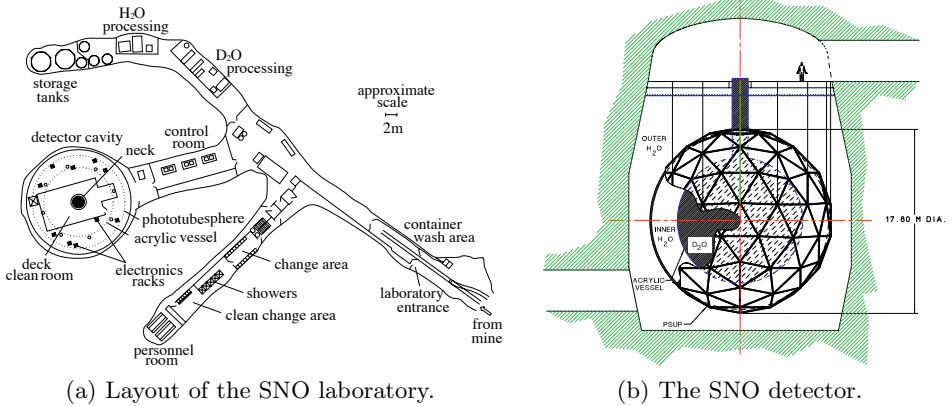 H₂O
processing
D₂O
processing
storage
tanks
approximate
scale
2m
detector cavity
control
room
neck
phototubesphere
acrylic vessel
deck
clean room
electronics
racks
container
wash area
change area
showers
clean change area
laboratory
entrance
from
mine
personnel
room
(a) Layout of the SNO laboratory.
OUTER
H₂O
17.80 M DIA.
INNER
H₂O
D₂O
ACRYLIC
VESSEL
PSUP
(b) The SNO detector.